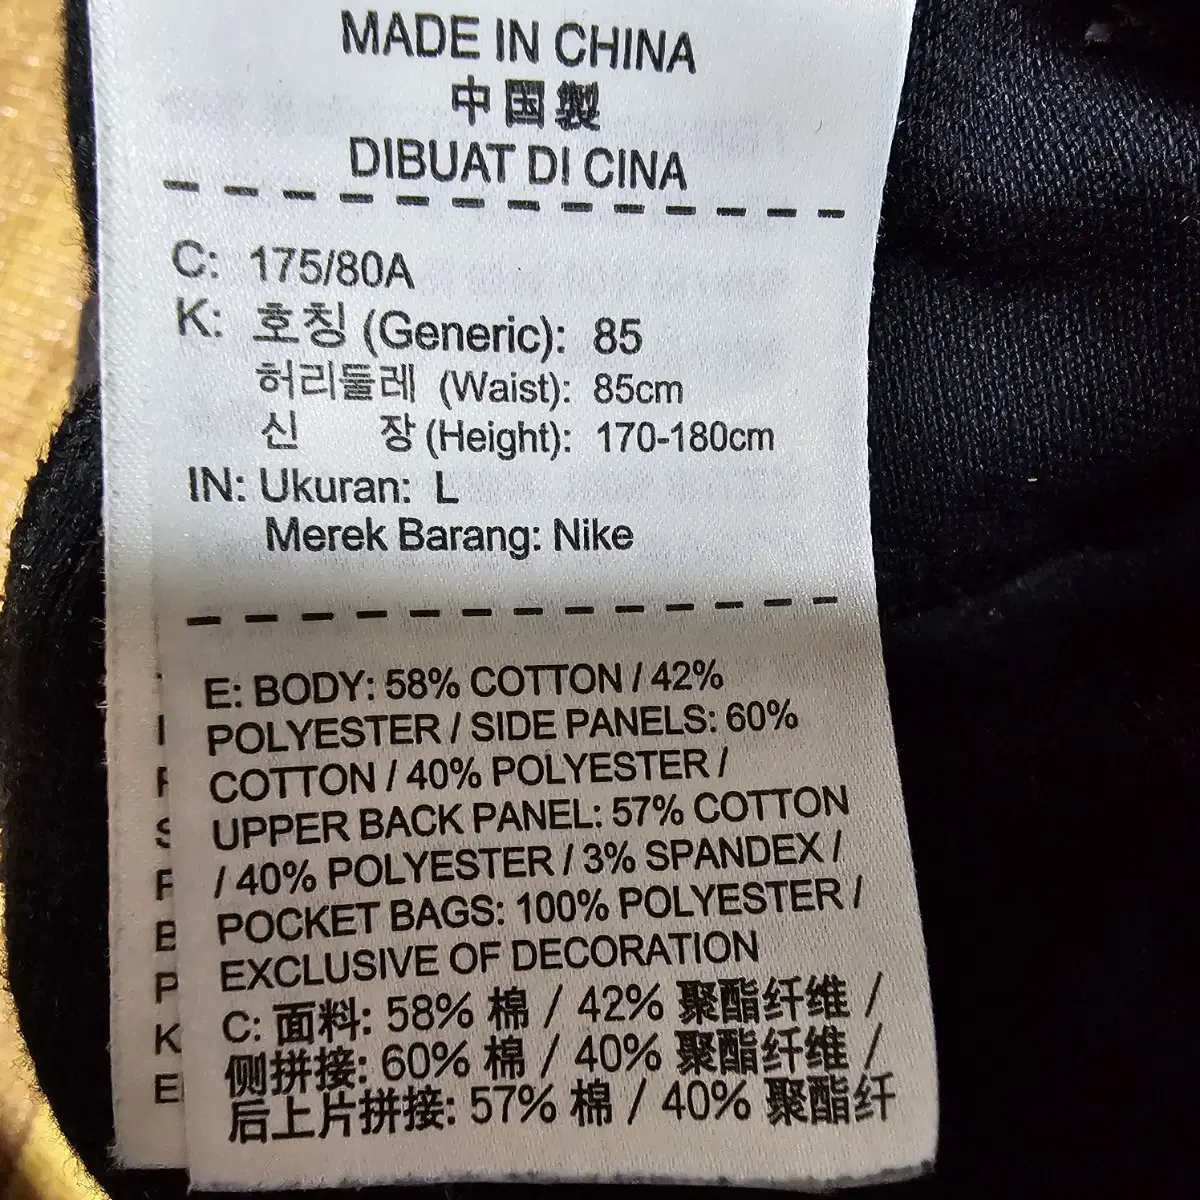 MADE IN CHINA
中国製
DIBUAT DI CINA
C: 175/80A
K: 호칭 (Generic): 85
허리둘레 (Waist): 85cm
신 장 (Height): 170-180cm
IN: Ukuran: L
Merek Barang: Nike
E: BODY: 58% COTTON / 42%
POLYESTER / SIDE PANELS: 60%
COTTON / 40% POLYESTER /
UPPER BACK PANEL: 57% COTTON
/ 40% POLYESTER / 3% SPANDEX /
POCKET BAGS: 100% POLYESTER /
EXCLUSIVE OF DECORATION
C: 面料: 58% 棉 / 42% 聚酯纤维 /
侧拼接: 60% 棉 / 40% 聚酯纤维 /
后上片拼接: 57% 棉 / 40% 聚酯纤